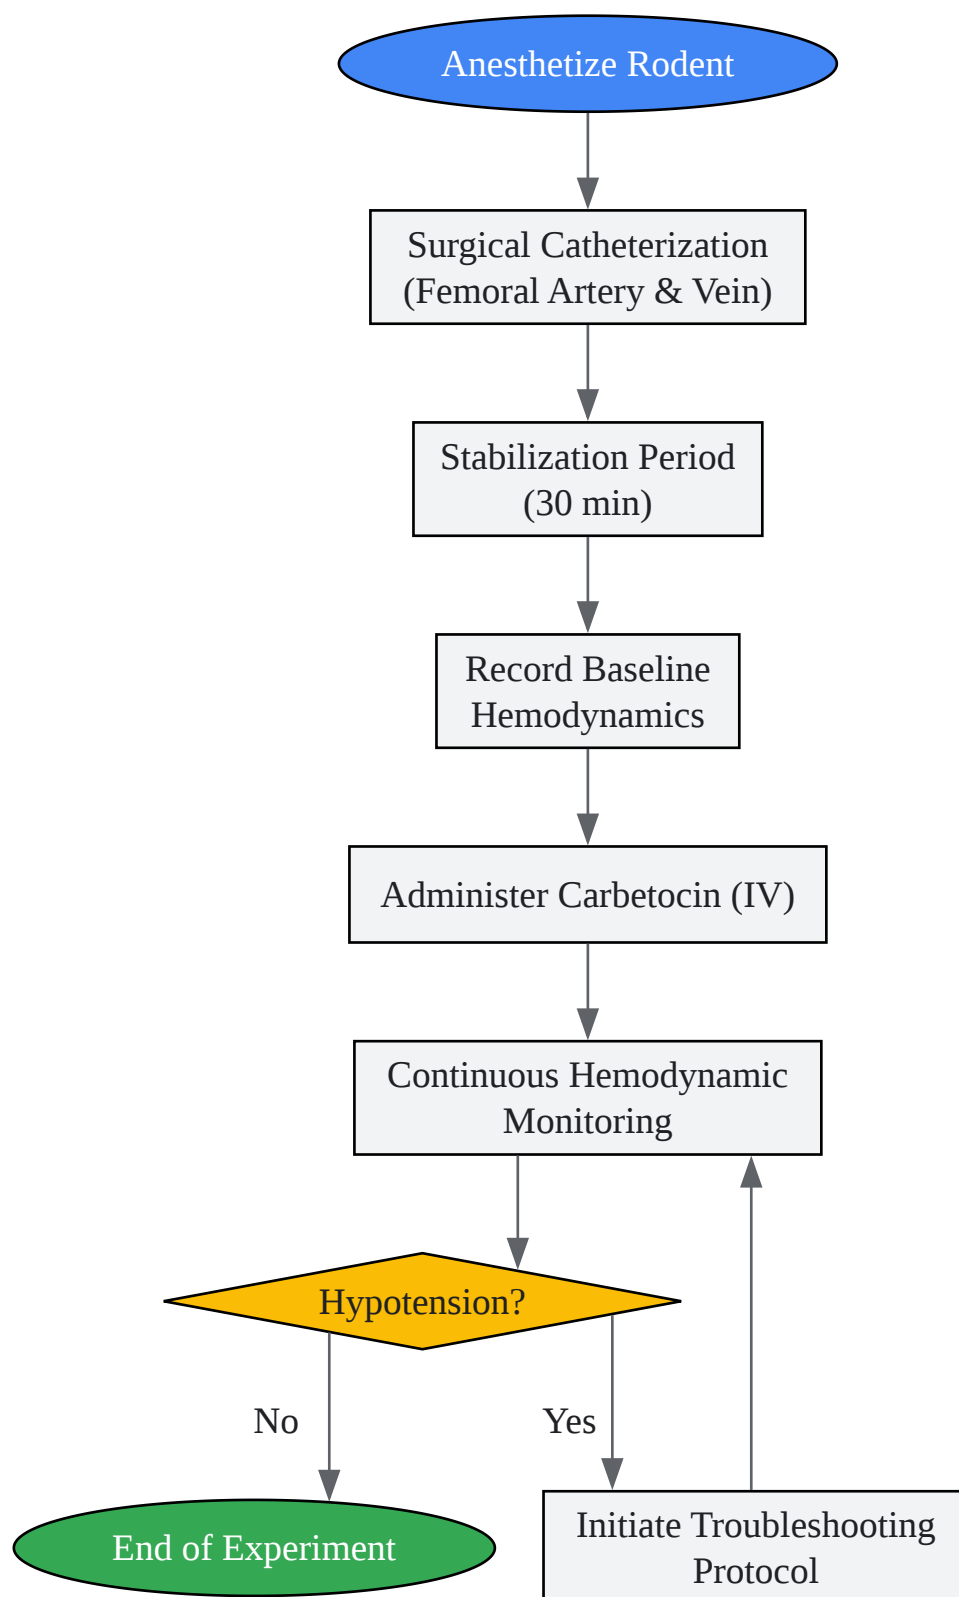 Anesthetize Rodent
Surgical Catheterization
(Femoral Artery & Vein)
Stabilization Period
(30 min)
Record Baseline
Hemodynamics
Administer Carbetocin (IV)
Continuous Hemodynamic
Monitoring
Hypotension?
No
Yes
End of Experiment
Initiate Troubleshooting
Protocol